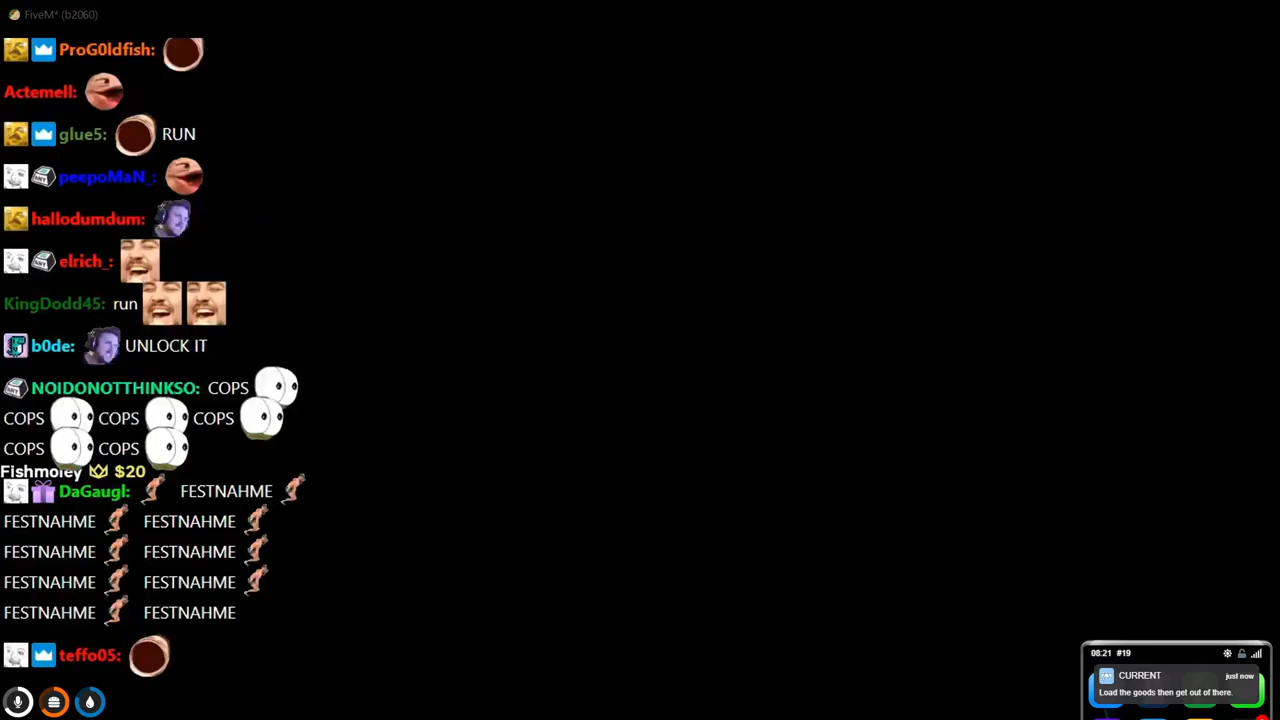 FiveM* (b2060)
ProG0ldfish:
Actemell:
glue5: RUN
peepoMaN_:
hallodumdum:
elrich_:
KingDodd45: run
b0de: UNLOCK IT
NOIDONOTTHINKSO: COPS
COPS COPS COPS
COPS COPS
Fishmoley $20
DaGaugl: FESTNAHME
FESTNAHME FESTNAHME
FESTNAHME FESTNAHME
FESTNAHME FESTNAHME
FESTNAHME FESTNAHME
teffo05:
08:21 #19
CURRENT just now
Load the goods then get out of there.